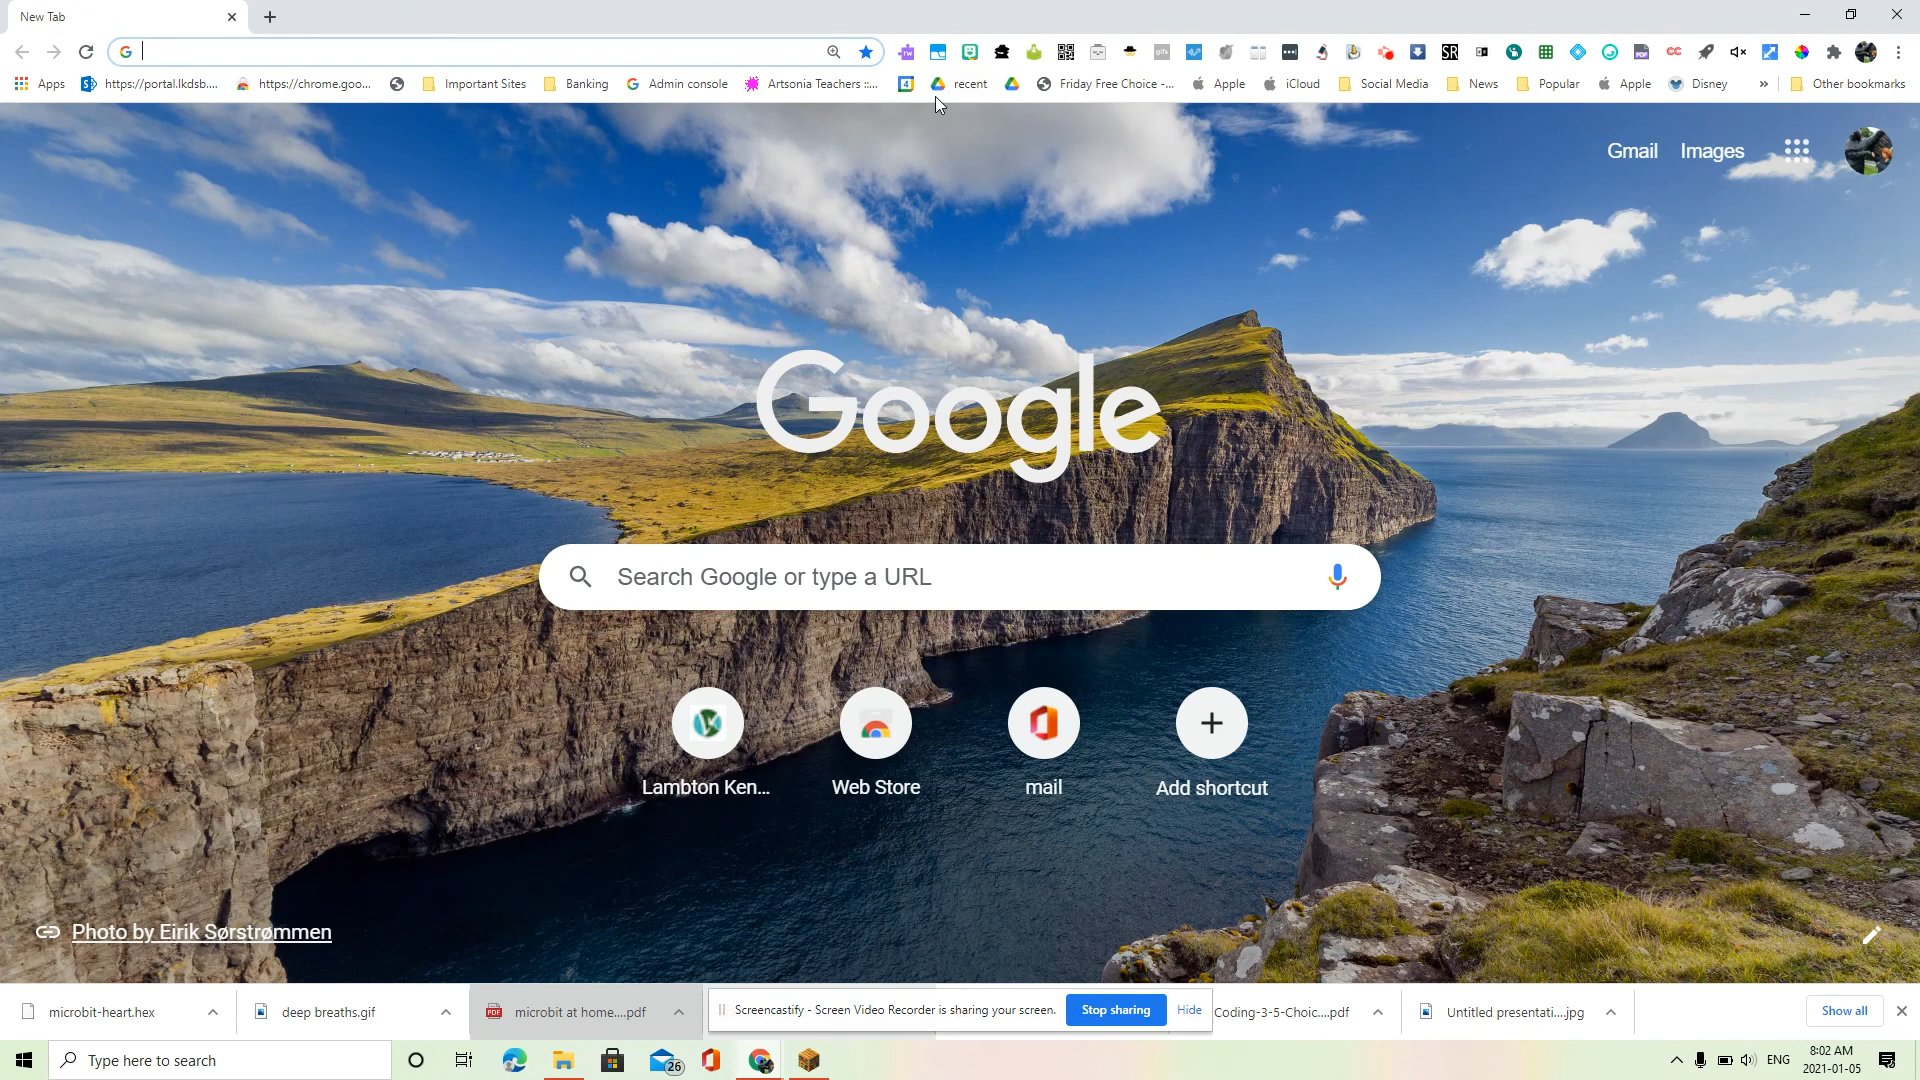 New Tab
Apps
https://portal.lkdsb....
https://chrome.goo...
Important Sites
Banking
Admin console
Artsonia Teachers ::...
4
recent
Friday Free Choice -...
Apple
iCloud
Social Media
News
Popular
Apple
Disney
»
Other bookmarks
Gmail
Images
Google
Search Google or type a URL
Lambton Ken...
Web Store
mail
Add shortcut
Photo by Eirik Sørstrømmen
microbit-heart.hex
deep breaths.gif
microbit at home....pdf
Screencastify - Screen Video Recorder is sharing your screen.
Stop sharing
Hide
Coding-3-5-Choic....pdf
Untitled presentati....jpg
Show all
Type here to search
26
ENG
8:02 AM
2021-01-05